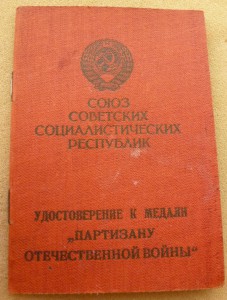 СОЮЗ
СОВЕТСКИХ
СОЦИАЛИСТИЧЕСКИХ
РЕСПУБЛИК
УДОСТОВЕРЕНИЕ К МЕДАЛИ
„ПАРТИЗАНУ
ОТЕЧЕСТВЕННОЙ ВОЙНЫ“